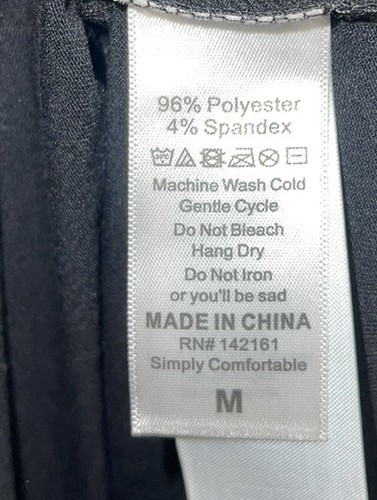 96% Polyester
4% Spandex
Machine Wash Cold
Gentle Cycle
Do Not Bleach
Hang Dry
Do Not Iron
or you'll be sad
MADE IN CHINA
RN# 142161
Simply Comfortable
M